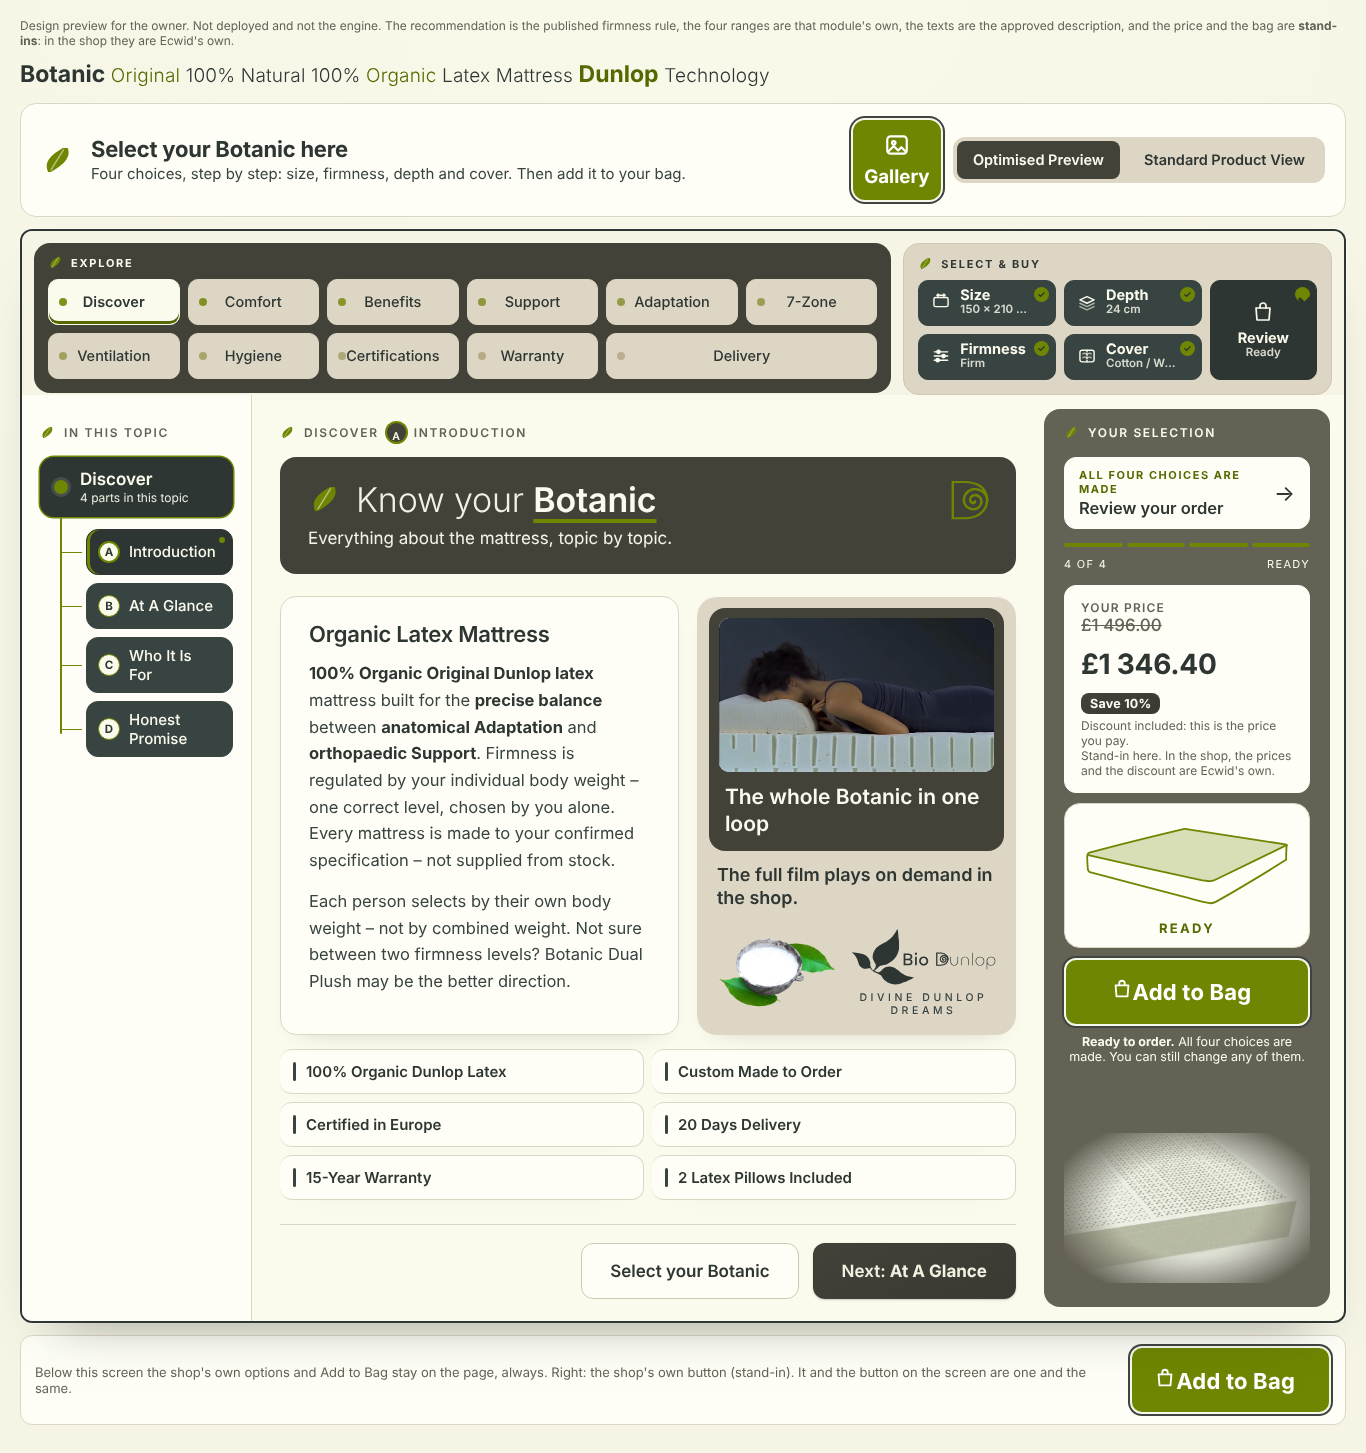 Design preview for the owner. Not deployed and not the engine. The recommendation is the published firmness rule, the four ranges are that module's own, the texts are the approved description, and the price and the bag are stand-
ins: in the shop they are Ecwid's own.
Botanic Original 100% Natural 100% Organic Latex Mattress Dunlop Technology
Select your Botanic here
Four choices, step by step: size, firmness, depth and cover. Then add it to your bag.
Gallery
Optimised Preview
Standard Product View
EXPLORE
Discover
Comfort
Benefits
Support
Adaptation
7-Zone
Ventilation
Hygiene
Certifications
Warranty
Delivery
SELECT & BUY
Size
150 × 210 ...
Depth
24 cm
Firmness
Firm
Cover
Cotton / W...
Review
Ready
IN THIS TOPIC
Discover
4 parts in this topic
A Introduction
B At A Glance
C Who It Is
For
D Honest
Promise
DISCOVER A INTRODUCTION
Know your Botanic
Everything about the mattress, topic by topic.
Organic Latex Mattress
100% Organic Original Dunlop latex
mattress built for the precise balance
between anatomical Adaptation and
orthopaedic Support. Firmness is
regulated by your individual body weight –
one correct level, chosen by you alone.
Every mattress is made to your confirmed
specification – not supplied from stock.
Each person selects by their own body
weight – not by combined weight. Not sure
between two firmness levels? Botanic Dual
Plush may be the better direction.
The whole Botanic in one
loop
The full film plays on demand in
the shop.
Bio Dunlop
DIVINE DUNLOP
DREAMS
100% Organic Dunlop Latex
Custom Made to Order
Certified in Europe
20 Days Delivery
15-Year Warranty
2 Latex Pillows Included
Select your Botanic
Next: At A Glance
YOUR SELECTION
ALL FOUR CHOICES ARE
MADE
Review your order
4 OF 4
READY
YOUR PRICE
£1 496.00
£1 346.40
Save 10%
Discount included: this is the price
you pay.
Stand-in here. In the shop, the prices
and the discount are Ecwid's own.
READY
Add to Bag
Ready to order. All four choices are
made. You can still change any of them.
Below this screen the shop's own options and Add to Bag stay on the page, always. Right: the shop's own button (stand-in). It and the button on the screen are one and the
same.
Add to Bag